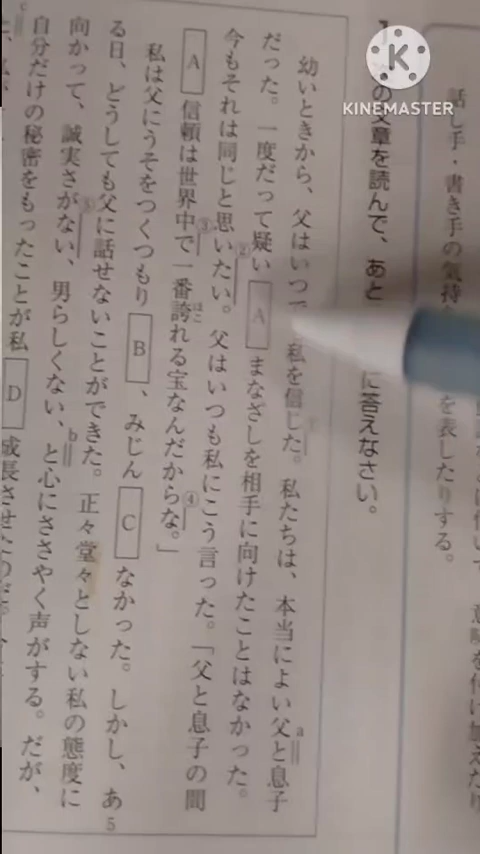 KINEMASTER
話し手・書き手の気持
を表したりする。
の文章を読んで、あと
に答えなさい。
幼いときから、父はいつで
私を信じた。私たちは、本当によい父と息子
だった。一度だって疑い A まなざしを相手に向けたことはなかった。
今もそれは同じと思いたい。父はいつも私にこう言った。「父と息子の間
A 信頼は世界中で一番誇れる宝なんだからな。」
ほこ
私は父にうそをつくつもり B 、みじん C なかった。しかし、あ
る日、どうしても父に話せないことができた。正々堂々としない私の態度に
向かって、誠実さがない、男らしくない、と心にささやく声がする。だが、
自分だけの秘密をもったことが私 D 成長させたのだ
② ③ ④ ⑤
a b c
5